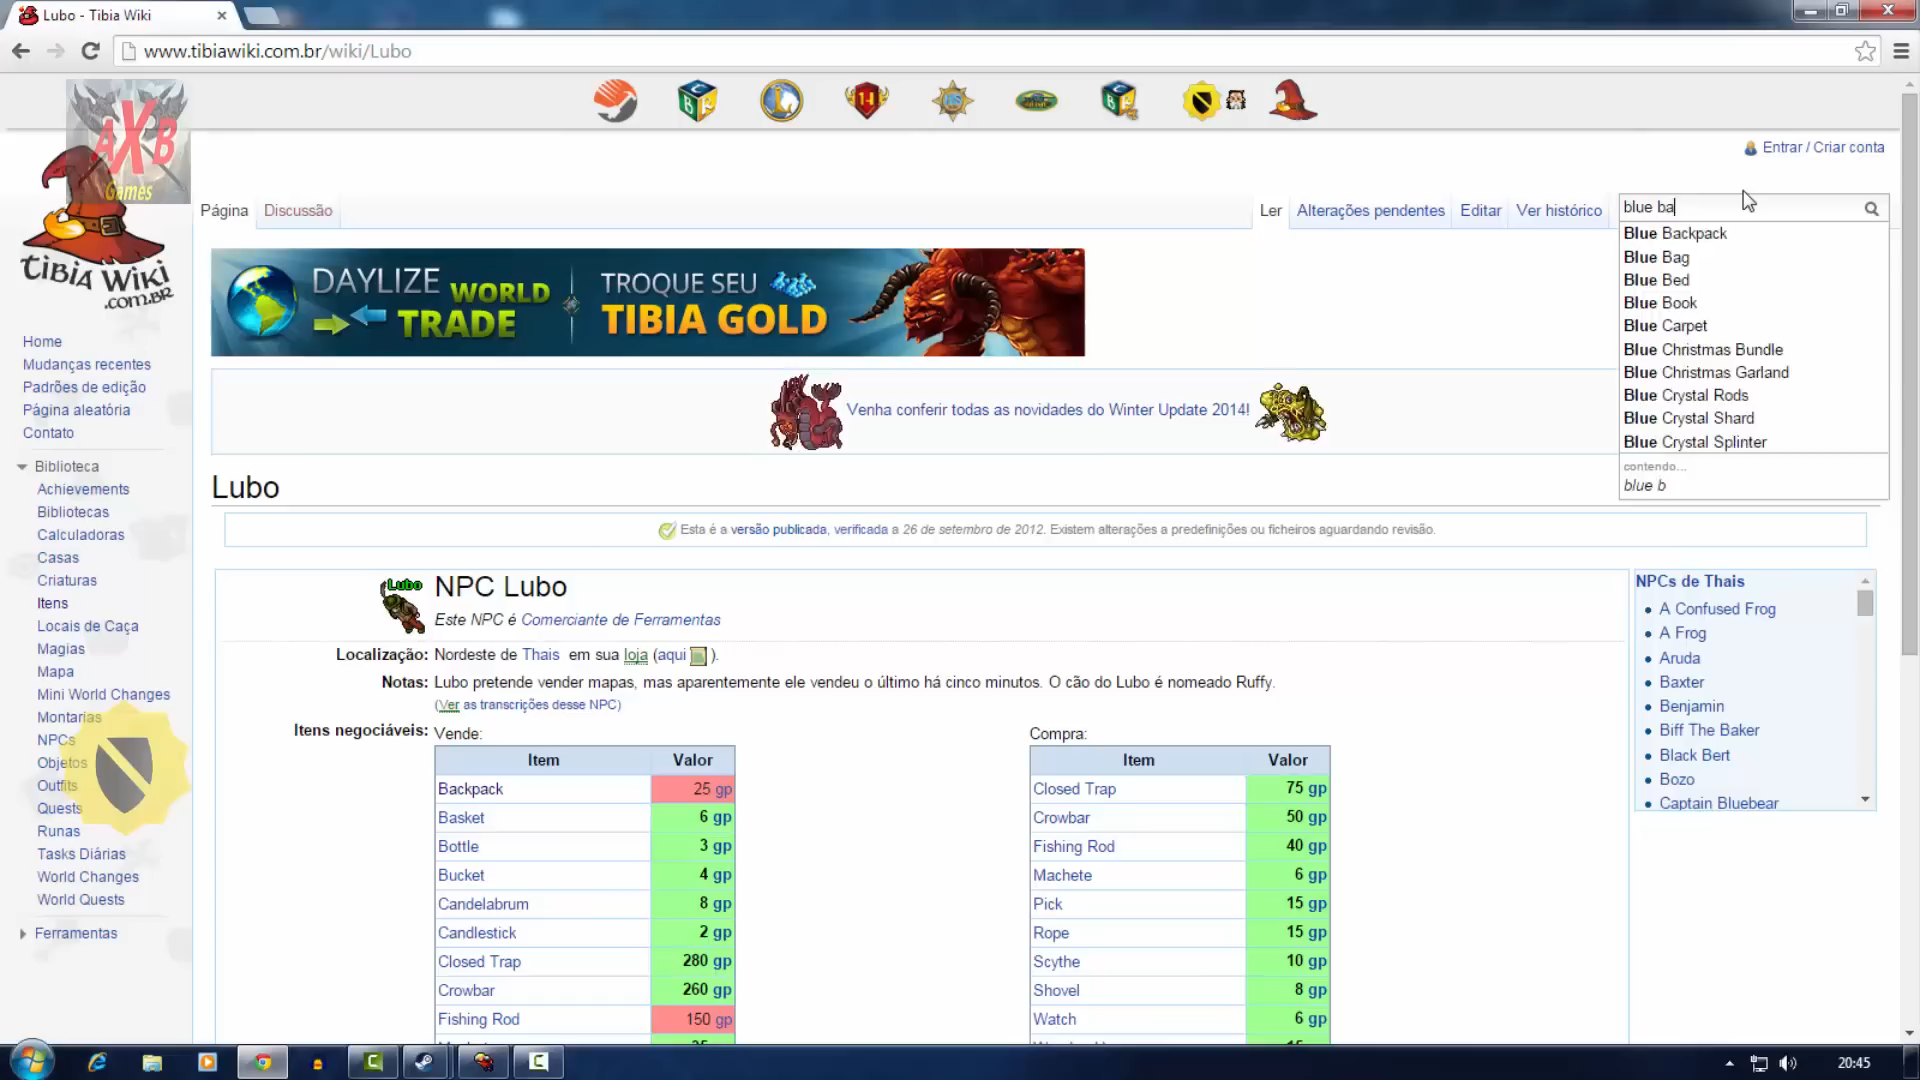 Lubo - Tibia Wiki
www.tibiawiki.com.br/wiki/Lubo
AXB
Games
TIBIA WIKI
.COM.BR
Entrar / Criar conta
Página
Discussão
Ler
Alterações pendentes
Editar
Ver histórico
blue ba
Blue Backpack
Blue Bag
Blue Bed
Blue Book
Blue Carpet
Blue Christmas Bundle
Blue Christmas Garland
Blue Crystal Rods
Blue Crystal Shard
Blue Crystal Splinter
contendo...
blue b
DAYLIZE WORLD
TRADE
TROQUE SEU
TIBIA GOLD
Venha conferir todas as novidades do Winter Update 2014!
Home
Mudanças recentes
Padrões de edição
Página aleatória
Contato
Biblioteca
Achievements
Bibliotecas
Calculadoras
Casas
Criaturas
Itens
Locais de Caça
Magias
Mapa
Mini World Changes
Montarias
NPCs
Objetos
Outfits
Quests
Runas
Tasks Diárias
World Changes
World Quests
Ferramentas
Lubo
Esta é a versão publicada, verificada a 26 de setembro de 2012. Existem alterações a predefinições ou ficheiros aguardando revisão.
Lubo
NPC Lubo
Este NPC é Comerciante de Ferramentas
Localização: Nordeste de Thais em sua loja (aqui ).
Notas: Lubo pretende vender mapas, mas aparentemente ele vendeu o último há cinco minutos. O cão do Lubo é nomeado Ruffy.
(Ver as transcrições desse NPC)
Itens negociáveis: Vende:
Item Valor
Backpack 25 gp
Basket 6 gp
Bottle 3 gp
Bucket 4 gp
Candelabrum 8 gp
Candlestick 2 gp
Closed Trap 280 gp
Crowbar 260 gp
Fishing Rod 150 gp
Compra:
Item Valor
Closed Trap 75 gp
Crowbar 50 gp
Fishing Rod 40 gp
Machete 6 gp
Pick 15 gp
Rope 15 gp
Scythe 10 gp
Shovel 8 gp
Watch 6 gp
NPCs de Thais
A Confused Frog
A Frog
Aruda
Baxter
Benjamin
Biff The Baker
Black Bert
Bozo
Captain Bluebear
20:45